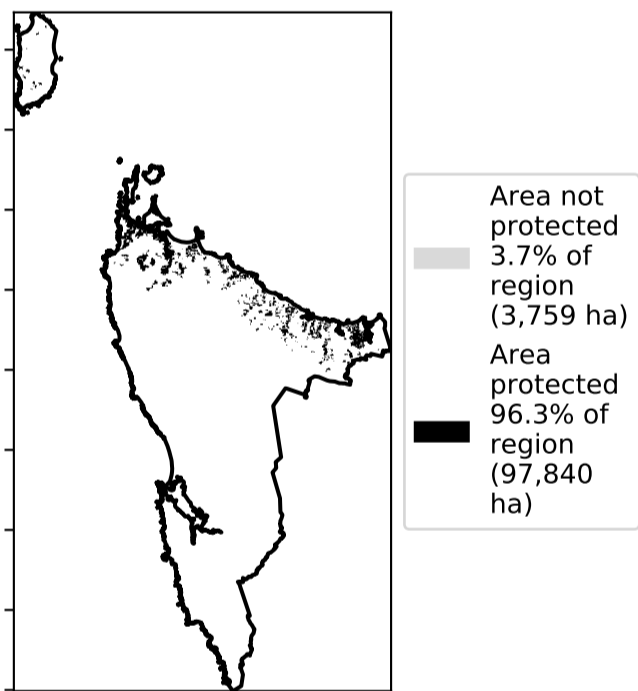 Area not
protected
3.7% of
region
(3,759 ha)
Area
protected
96.3% of
region
(97,840
ha)